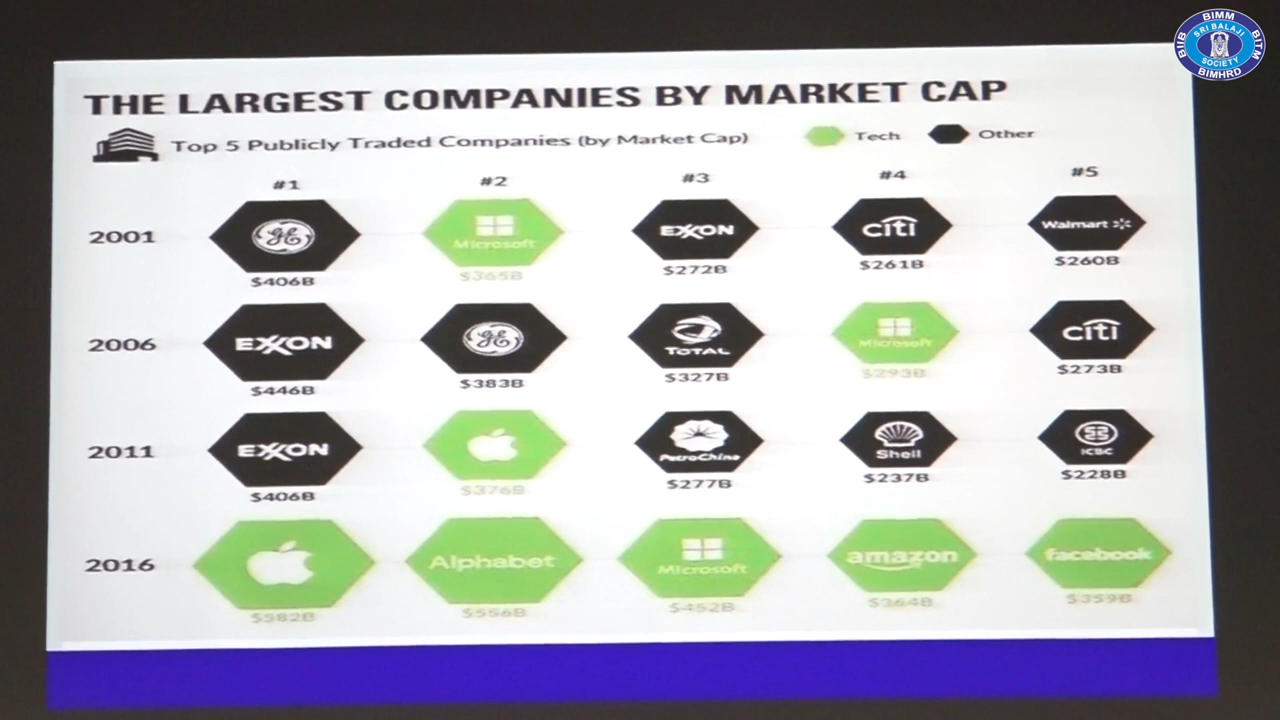 BIMM
BIIB
SRI BALAJI
SOCIETY
BITM
BIMHRD
THE LARGEST COMPANIES BY MARKET CAP
Top 5 Publicly Traded Companies (by Market Cap)
Tech
Other
#1 #2 #3 #4 #5
2001
GE Microsoft EXXON citi Walmart
$406B $365B $272B $261B $260B
2006
EXXON GE TOTAL Microsoft citi
$446B $383B $327B $293B $273B
2011
EXXON PetroChina Shell ICBC
$406B $376B $277B $237B $228B
2016
Alphabet Microsoft amazon facebook
$582B $556B $452B $364B $359B